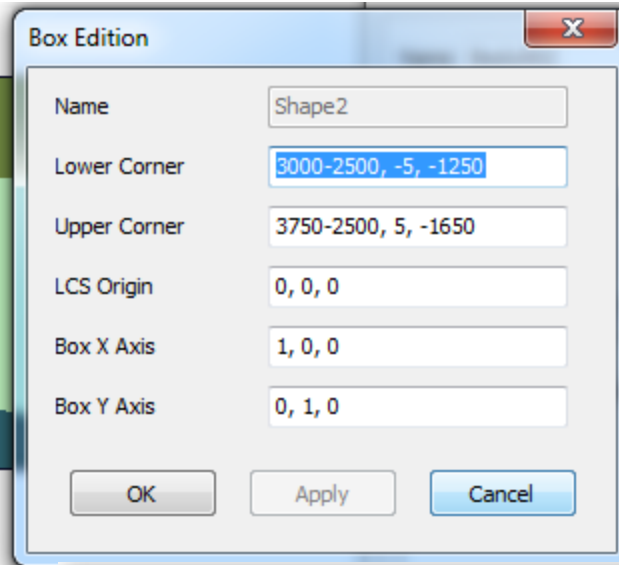 Box Edition
Name Shape2
Lower Corner 3000-2500, -5, -1250
Upper Corner 3750-2500, 5, -1650
LCS Origin 0, 0, 0
Box X Axis 1, 0, 0
Box Y Axis 0, 1, 0
OK Apply Cancel